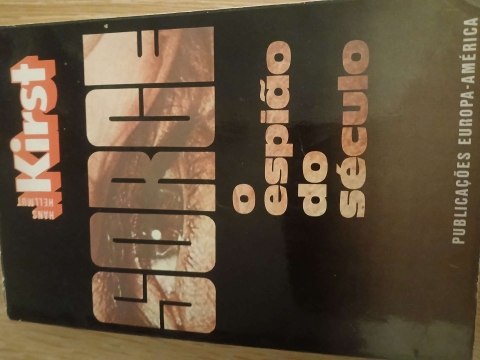 HANS
HELLMUT
Kirst
SORGE
o
espião
do
século
PUBLICAÇÕES EUROPA-AMÉRICA